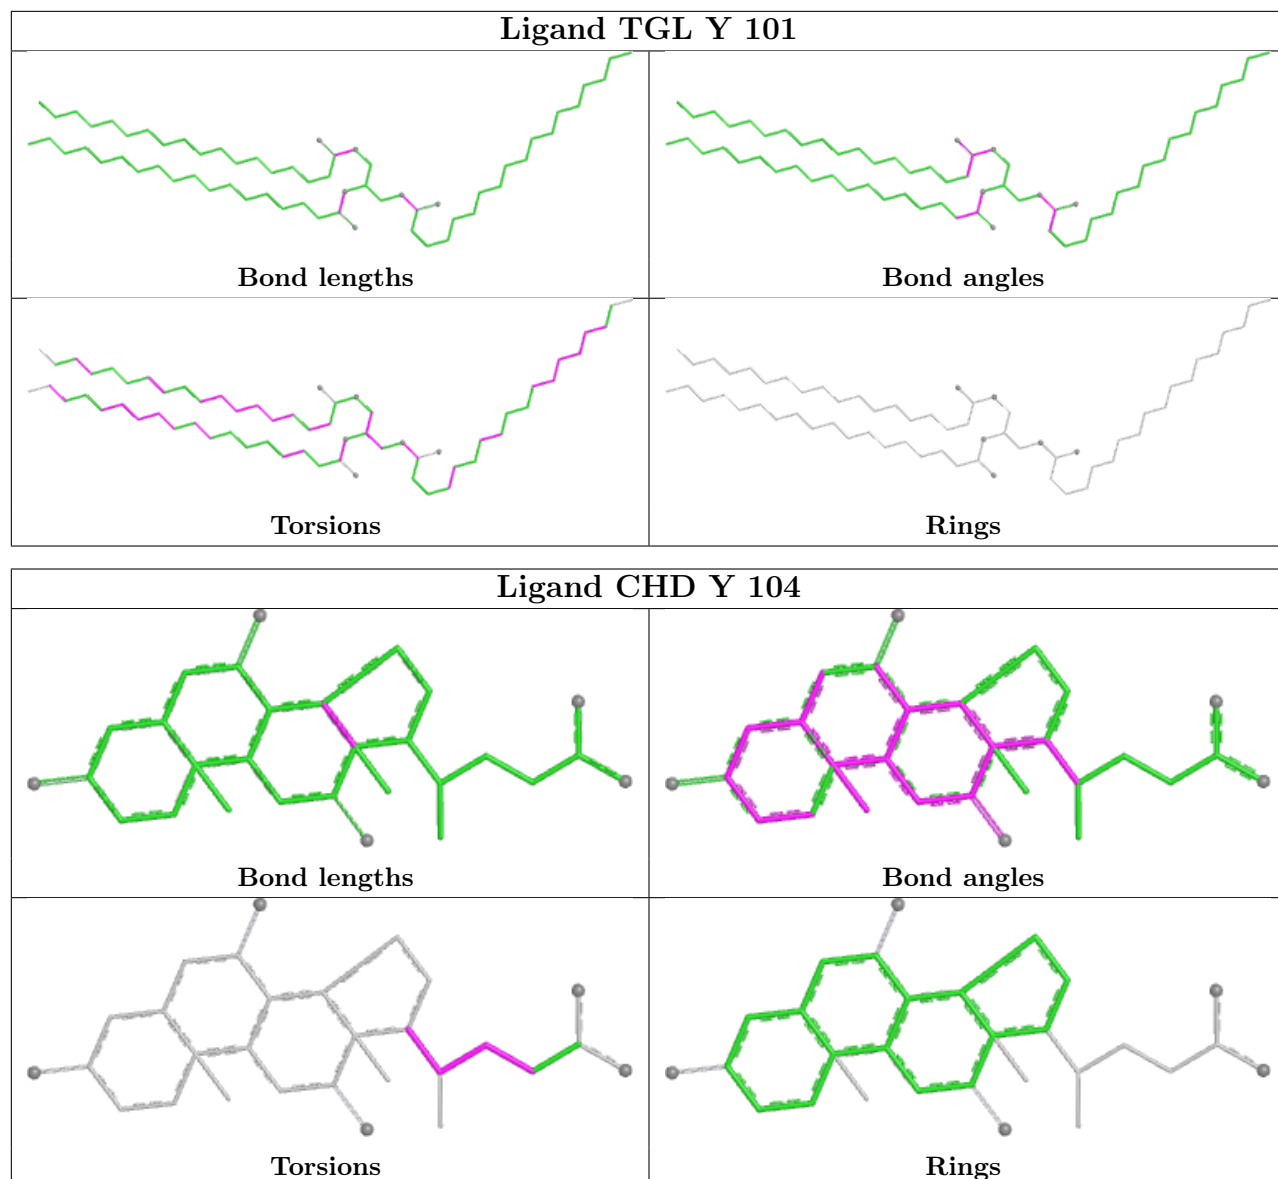 Ligand TGL Y 101
Bond lengths
Bond angles
Torsions
Rings
Ligand CHD Y 104
Bond lengths
Bond angles
Torsions
Rings